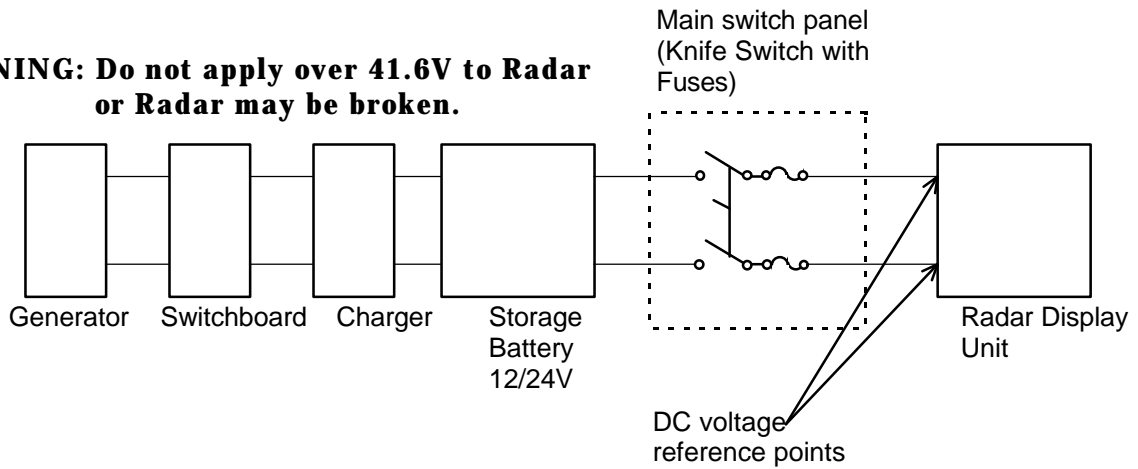 Main switch panel
(Knife Switch with
Fuses)
NING: Do not apply over 41.6V to Radar
or Radar may be broken.
Generator
Switchboard
Charger
Storage
Battery
12/24V
Radar Display
Unit
DC voltage
reference points